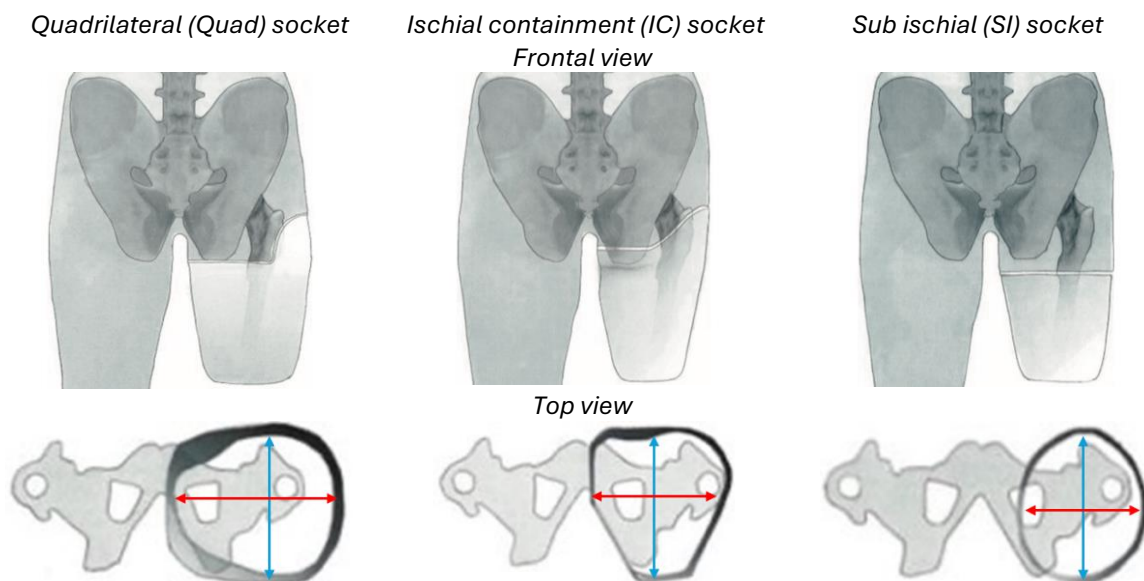 Quadrilateral (Quad) socket
Ischial containment (IC) socket
Sub ischial (SI) socket
Frontal view
Top view